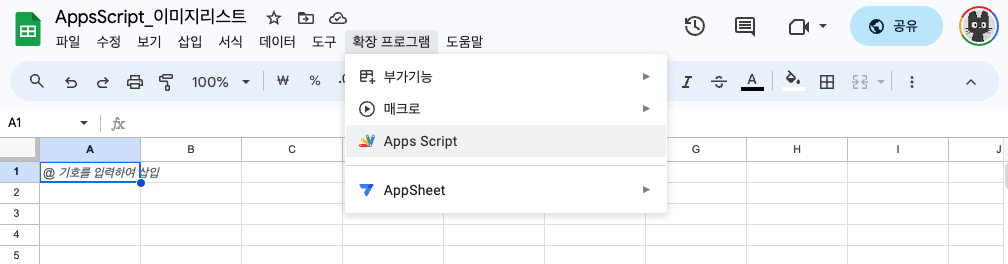 AppsScript_이미지리스트
파일 수정 보기 삽입 서식 데이터 도구 확장 프로그램 도움말
공유
100% ₩ % .0
A
A1 fx
부가기능
매크로
Apps Script
AppSheet
A B C G H I J
1 @ 기호를 입력하여 삽입
2
3
4
5